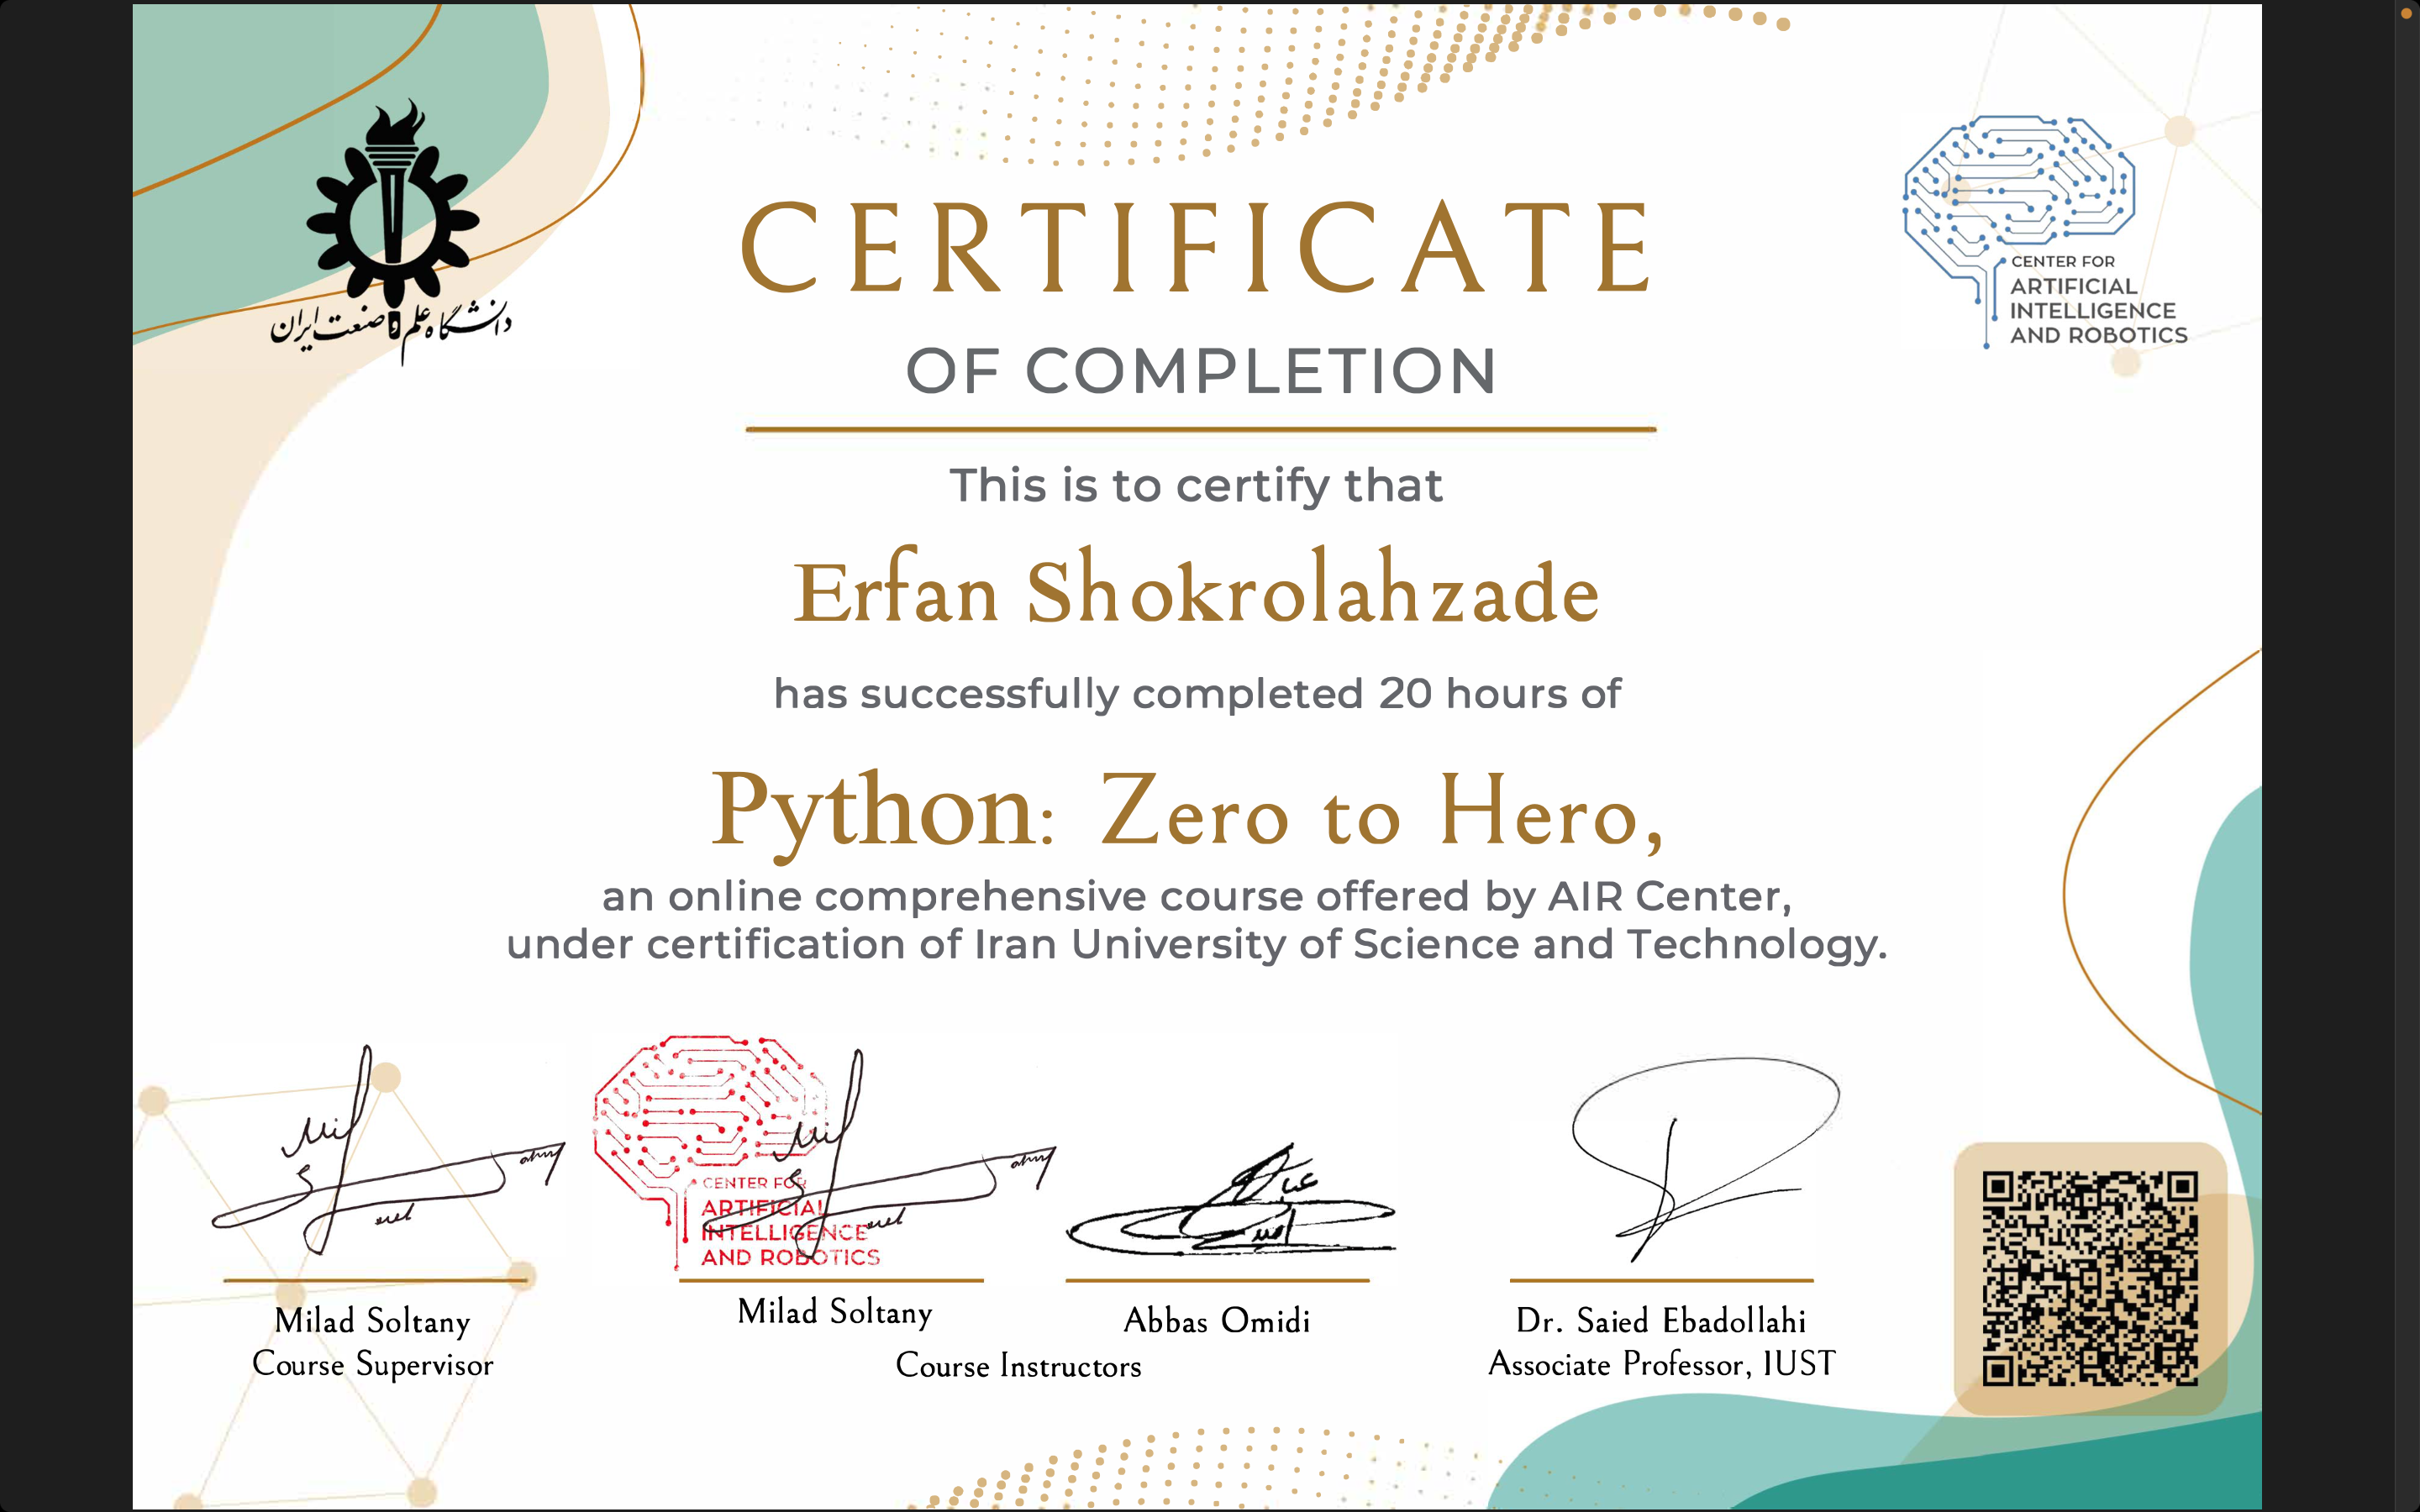 دانشگاه علم و صنعت ایران
CENTER FOR
ARTIFICIAL
INTELLIGENCE
AND ROBOTICS
CERTIFICATE
OF COMPLETION
This is to certify that
Erfan Shokrolahzade
has successfully completed 20 hours of
Python: Zero to Hero,
an online comprehensive course offered by AIR Center,
under certification of Iran University of Science and Technology.
CENTER FOR
ARTIFICIAL
INTELLIGENCE
AND ROBOTICS
Milad Soltany
Course Supervisor
Milad Soltany
Abbas Omidi
Course Instructors
Dr. Saied Ebadollahi
Associate Professor, IUST